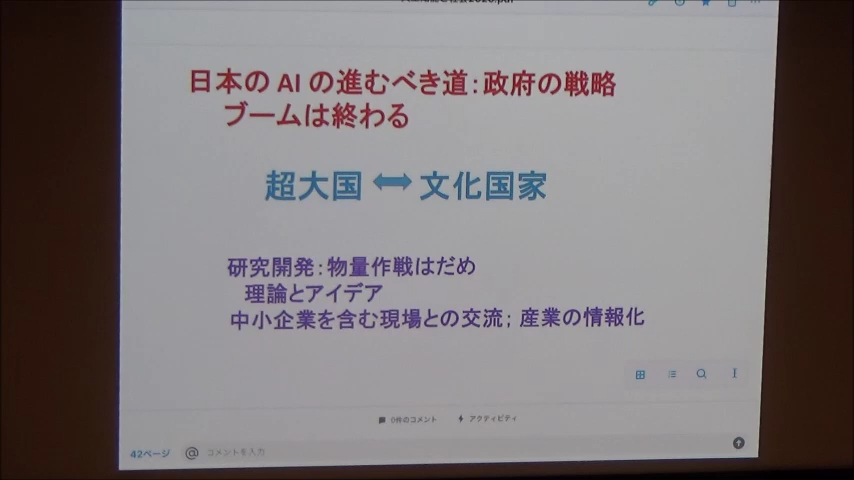 日本の AI の進むべき道：政府の戦略
ブームは終わる
超大国 ⟷ 文化国家
研究開発：物量作戦はだめ
理論とアイデア
中小企業を含む現場との交流； 産業の情報化
0件のコメント
アクティビティ
42ページ
@ コメントを入力